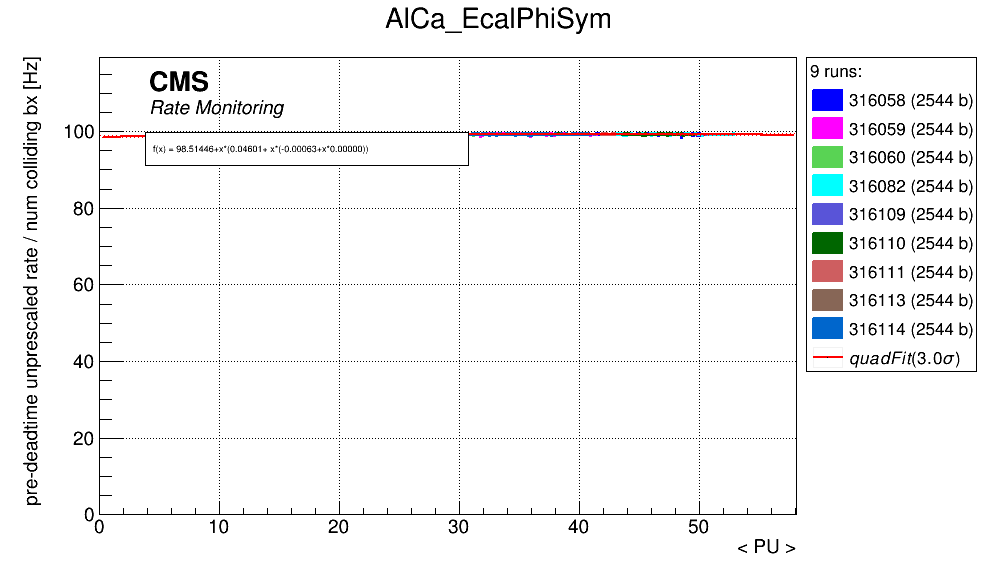 AlCa_EcalPhiSym
pre-deadtime unprescaled rate / num colliding bx [Hz]
CMS
Rate Monitoring
f(x) = 98.51446+x*(0.04601+ x*(-0.00063+x*0.00000))
100
80
60
40
20
0
0 10 20 30 40 50
< PU >
9 runs:
316058 (2544 b)
316059 (2544 b)
316060 (2544 b)
316082 (2544 b)
316109 (2544 b)
316110 (2544 b)
316111 (2544 b)
316113 (2544 b)
316114 (2544 b)
quadFit(3.0σ)